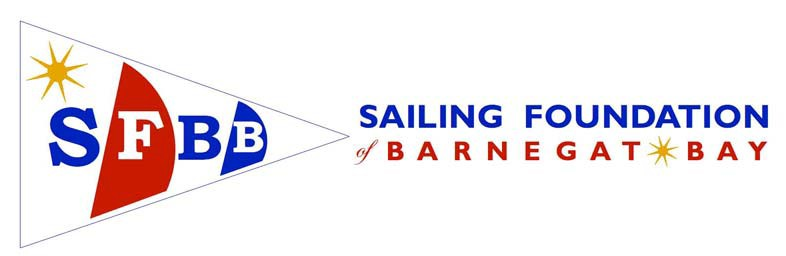 SFBB
SAILING FOUNDATION
of BARNEGAT BAY